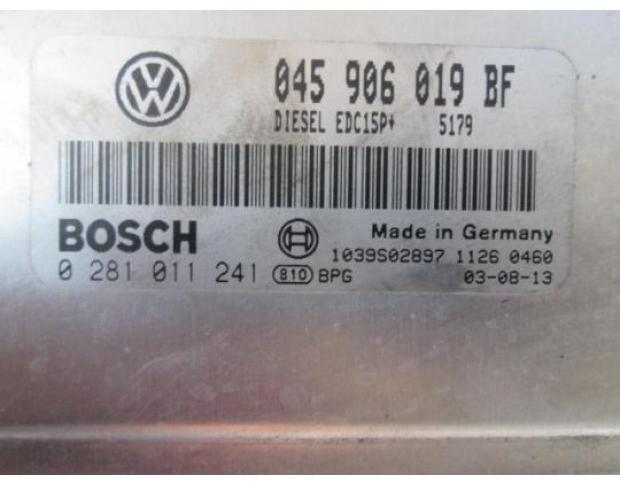 VW
045 906 019 BF
DIESEL EDC15P+ 5179
BOSCH
Made in Germany
1039S02897 1126 0460
0 281 011 241 810 BPG 03-08-13